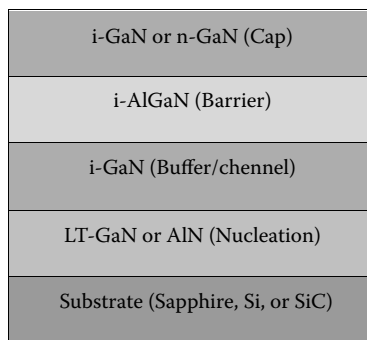 i-GaN or n-GaN (Cap)
i-AlGaN (Barrier)
i-GaN (Buffer/chennel)
LT-GaN or AlN (Nucleation)
Substrate (Sapphire, Si, or SiC)